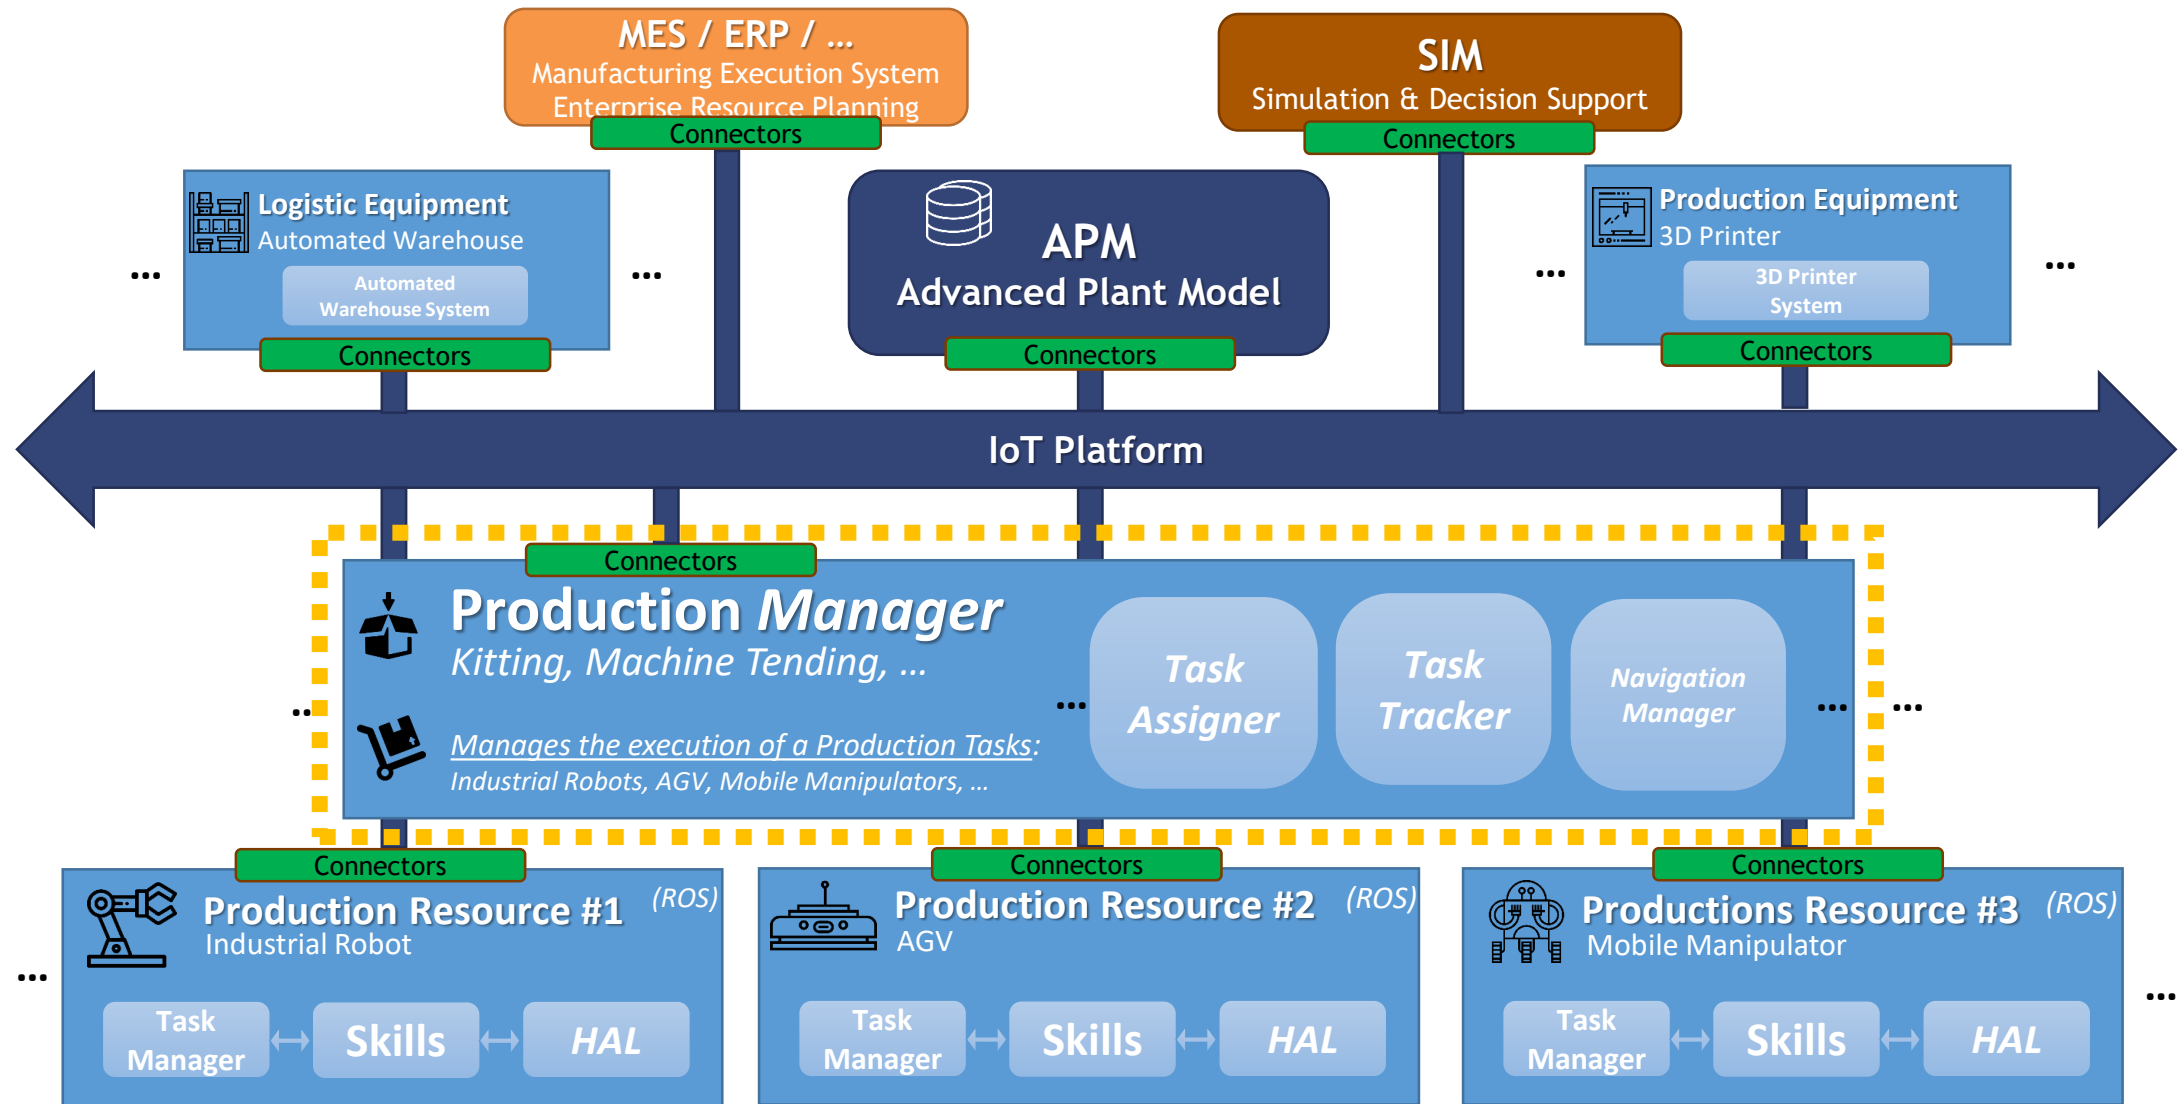 MES / ERP / …
Manufacturing Execution System
Enterprise Resource Planning
Connectors
SIM
Simulation & Decision Support
Connectors
Logistic Equipment
Automated Warehouse
Automated
Warehouse System
Connectors
...
...
APM
Advanced Plant Model
Connectors
Production Equipment
3D Printer
3D Printer
System
Connectors
...
...
IoT Platform
Connectors
Production Manager
Kitting, Machine Tending, …
Manages the execution of a Production Tasks:
Industrial Robots, AGV, Mobile Manipulators, …
..
...
Task
Assigner
Task
Tracker
Navigation
Manager
...
...
Connectors
Production Resource #1
(ROS)
Industrial Robot
Task
Manager
Skills
HAL
...
Connectors
Production Resource #2
(ROS)
AGV
Task
Manager
Skills
HAL
Connectors
Productions Resource #3
(ROS)
Mobile Manipulator
Task
Manager
Skills
HAL
...